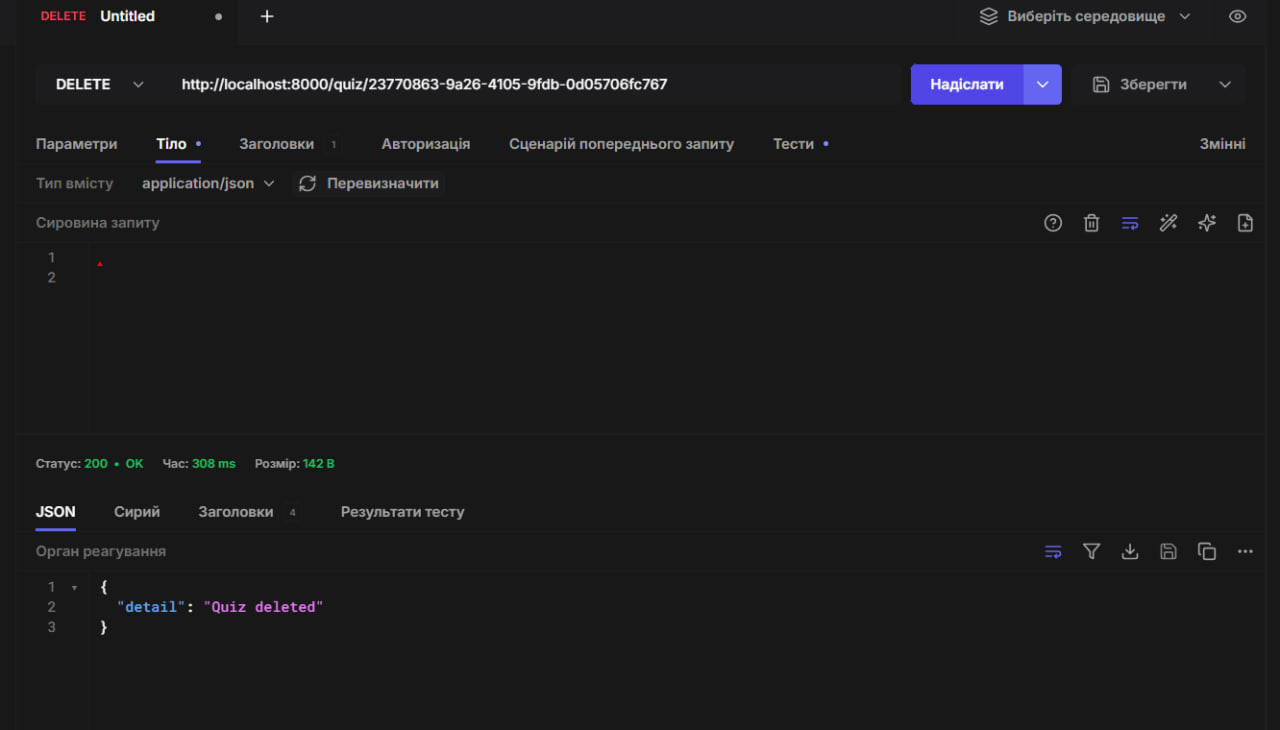 DELETE Untitled
Виберіть середовище
DELETE http://localhost:8000/quiz/23770863-9a26-4105-9fdb-0d05706fc767 Надіслати Зберегти
Параметри Тіло Заголовки 1 Авторизація Сценарій попереднього запиту Тести Змінні
Тип вмісту application/json Перевизначити
Сировина запиту
1
2
Статус: 200 • OK Час: 308 ms Розмір: 142 B
JSON Сирий Заголовки 4 Результати тесту
Орган реагування
1 {
2 "detail": "Quiz deleted"
3 }